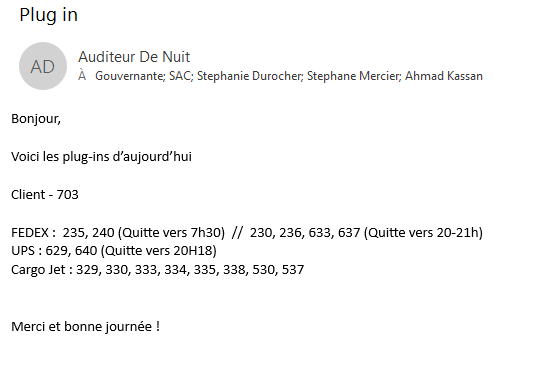 Plug in
AD
Auditeur De Nuit
À Gouvernante; SAC; Stephanie Durocher; Stephane Mercier; Ahmad Kassan
Bonjour,
Voici les plug-ins d’aujourd’hui
Client - 703
FEDEX : 235, 240 (Quitte vers 7h30) // 230, 236, 633, 637 (Quitte vers 20-21h)
UPS : 629, 640 (Quitte vers 20H18)
Cargo Jet : 329, 330, 333, 334, 335, 338, 530, 537
Merci et bonne journée !